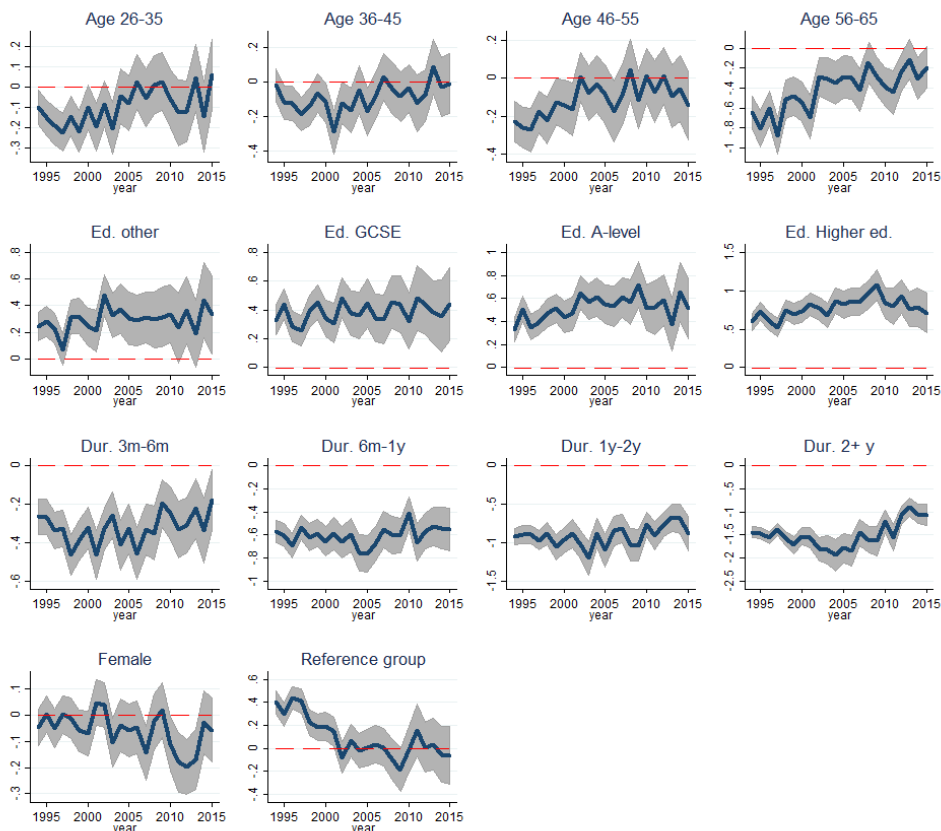 Age 26-35
.2
.1
0
-.1
-.2
-.3
1995 2000 2005 2010 2015
year
Age 36-45
.2
0
-.2
-.4
1995 2000 2005 2010 2015
year
Age 46-55
.2
0
-.2
-.4
1995 2000 2005 2010 2015
year
Age 56-65
-0
-.2
-.4
-.6
-.8
-1
1995 2000 2005 2010 2015
year
Ed. other
.8
.6
.4
.2
0
1995 2000 2005 2010 2015
year
Ed. GCSE
.8
.6
.4
.2
0
1995 2000 2005 2010 2015
year
Ed. A-level
1
.8
.6
.4
.2
0
1995 2000 2005 2010 2015
year
Ed. Higher ed.
1.5
1
.5
0
1995 2000 2005 2010 2015
year
Dur. 3m-6m
0
-.2
-.4
-.6
1995 2000 2005 2010 2015
year
Dur. 6m-1y
0
-.2
-.4
-.6
-.8
-1
1995 2000 2005 2010 2015
year
Dur. 1y-2y
0
-.5
-1
-1.5
1995 2000 2005 2010 2015
year
Dur. 2+ y
0
-.5
-1
-1.5
-2
-2.5
1995 2000 2005 2010 2015
year
Female
.1
0
-.1
-.2
-.3
1995 2000 2005 2010 2015
year
Reference group
.6
.4
.2
0
-.2
-.4
1995 2000 2005 2010 2015
year